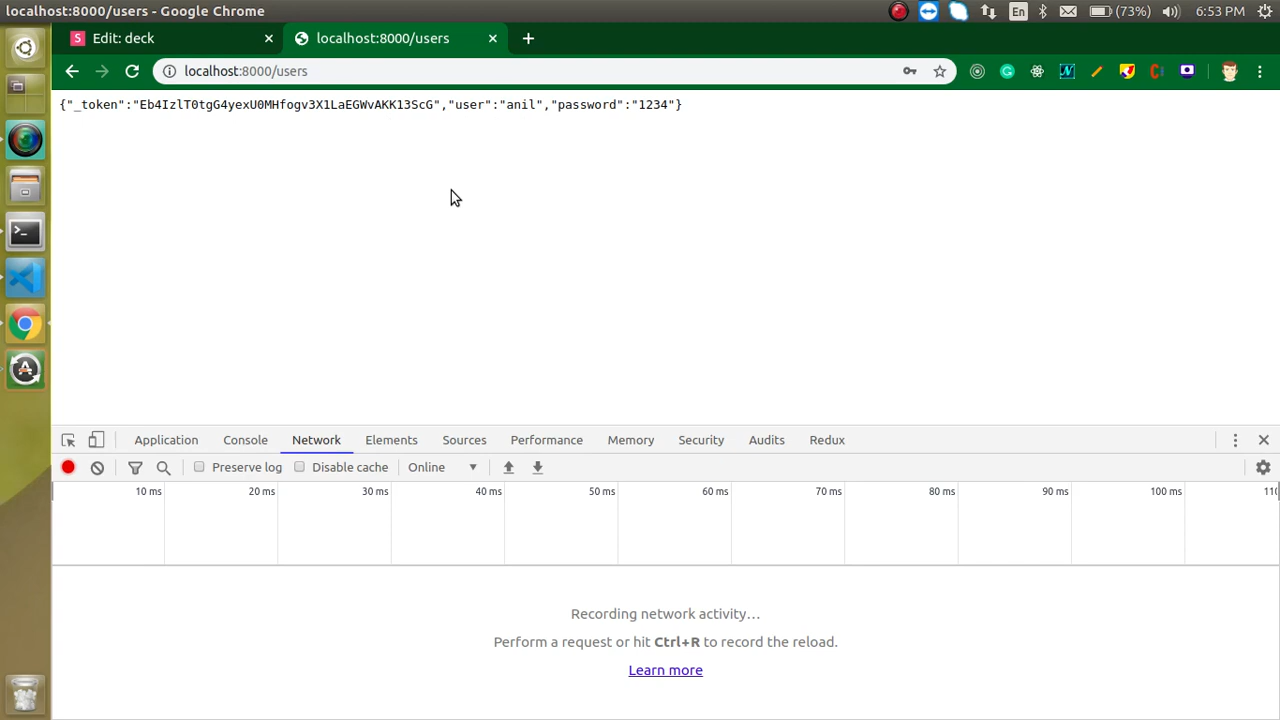 localhost:8000/users - Google Chrome
En
(73%)
6:53 PM
S
Edit: deck
localhost:8000/users
localhost:8000/users
{"_token":"Eb4IzlT0tgG4yexU0MHfogv3X1LaEGWvAKK13ScG","user":"anil","password":"1234"}
Application
Console
Network
Elements
Sources
Performance
Memory
Security
Audits
Redux
Preserve log
Disable cache
Online
10 ms
20 ms
30 ms
40 ms
50 ms
60 ms
70 ms
80 ms
90 ms
100 ms
110
Recording network activity…
Perform a request or hit Ctrl+R to record the reload.
Learn more